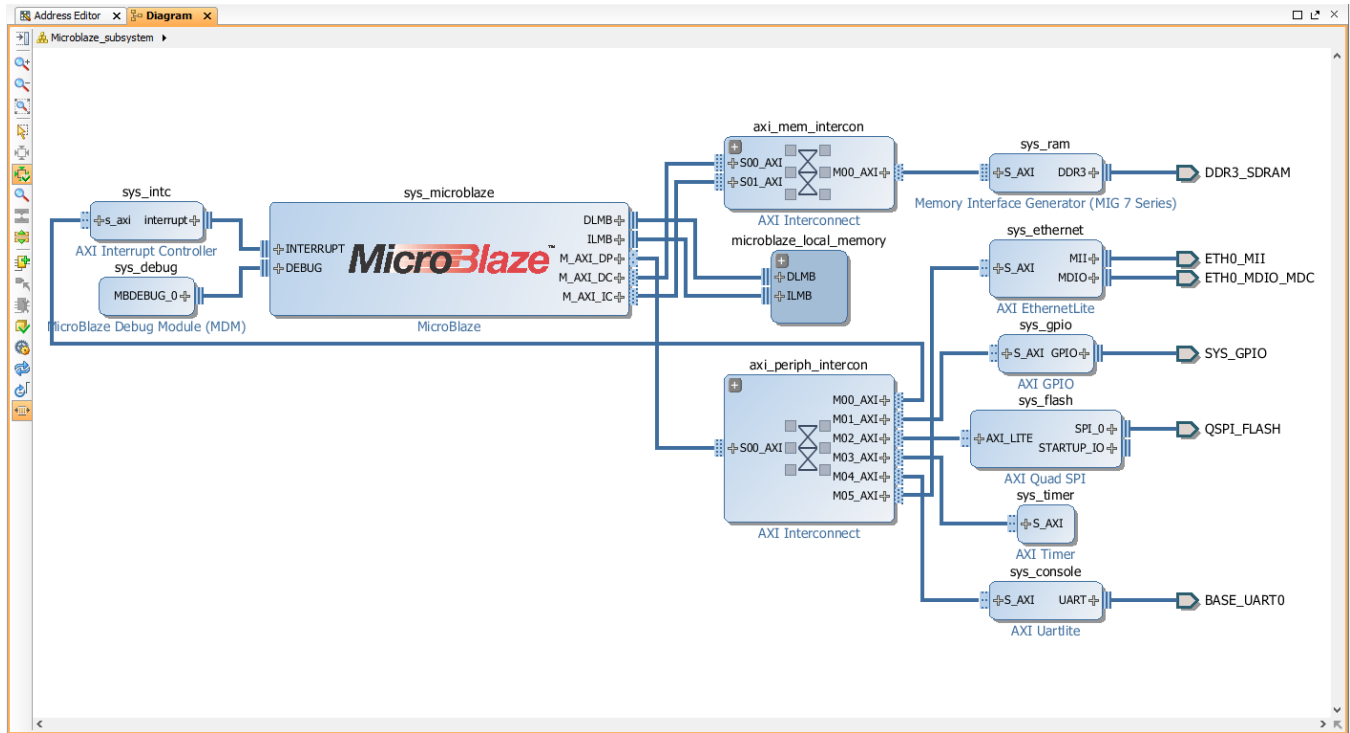 Address Editor
Diagram
Microblaze_subsystem
sys_intc
s_axi interrupt
AXI Interrupt Controller
sys_debug
MBDEBUG_0
MicroBlaze Debug Module (MDM)
sys_microblaze
INTERRUPT
DEBUG
MicroBlaze™
DLMB
ILMB
M_AXI_DP
M_AXI_DC
M_AXI_IC
MicroBlaze
axi_mem_intercon
S00_AXI
S01_AXI
M00_AXI
AXI Interconnect
microblaze_local_memory
DLMB
ILMB
axi_periph_intercon
S00_AXI
M00_AXI
M01_AXI
M02_AXI
M03_AXI
M04_AXI
M05_AXI
AXI Interconnect
sys_ram
S_AXI DDR3
Memory Interface Generator (MIG 7 Series)
DDR3_SDRAM
sys_ethernet
S_AXI
MII
MDIO
AXI EthernetLite
ETH0_MII
ETH0_MDIO_MDC
sys_gpio
S_AXI GPIO
AXI GPIO
SYS_GPIO
sys_flash
AXI_LITE
SPI_0
STARTUP_IO
AXI Quad SPI
QSPI_FLASH
sys_timer
S_AXI
AXI Timer
sys_console
S_AXI UART
AXI Uartlite
BASE_UART0